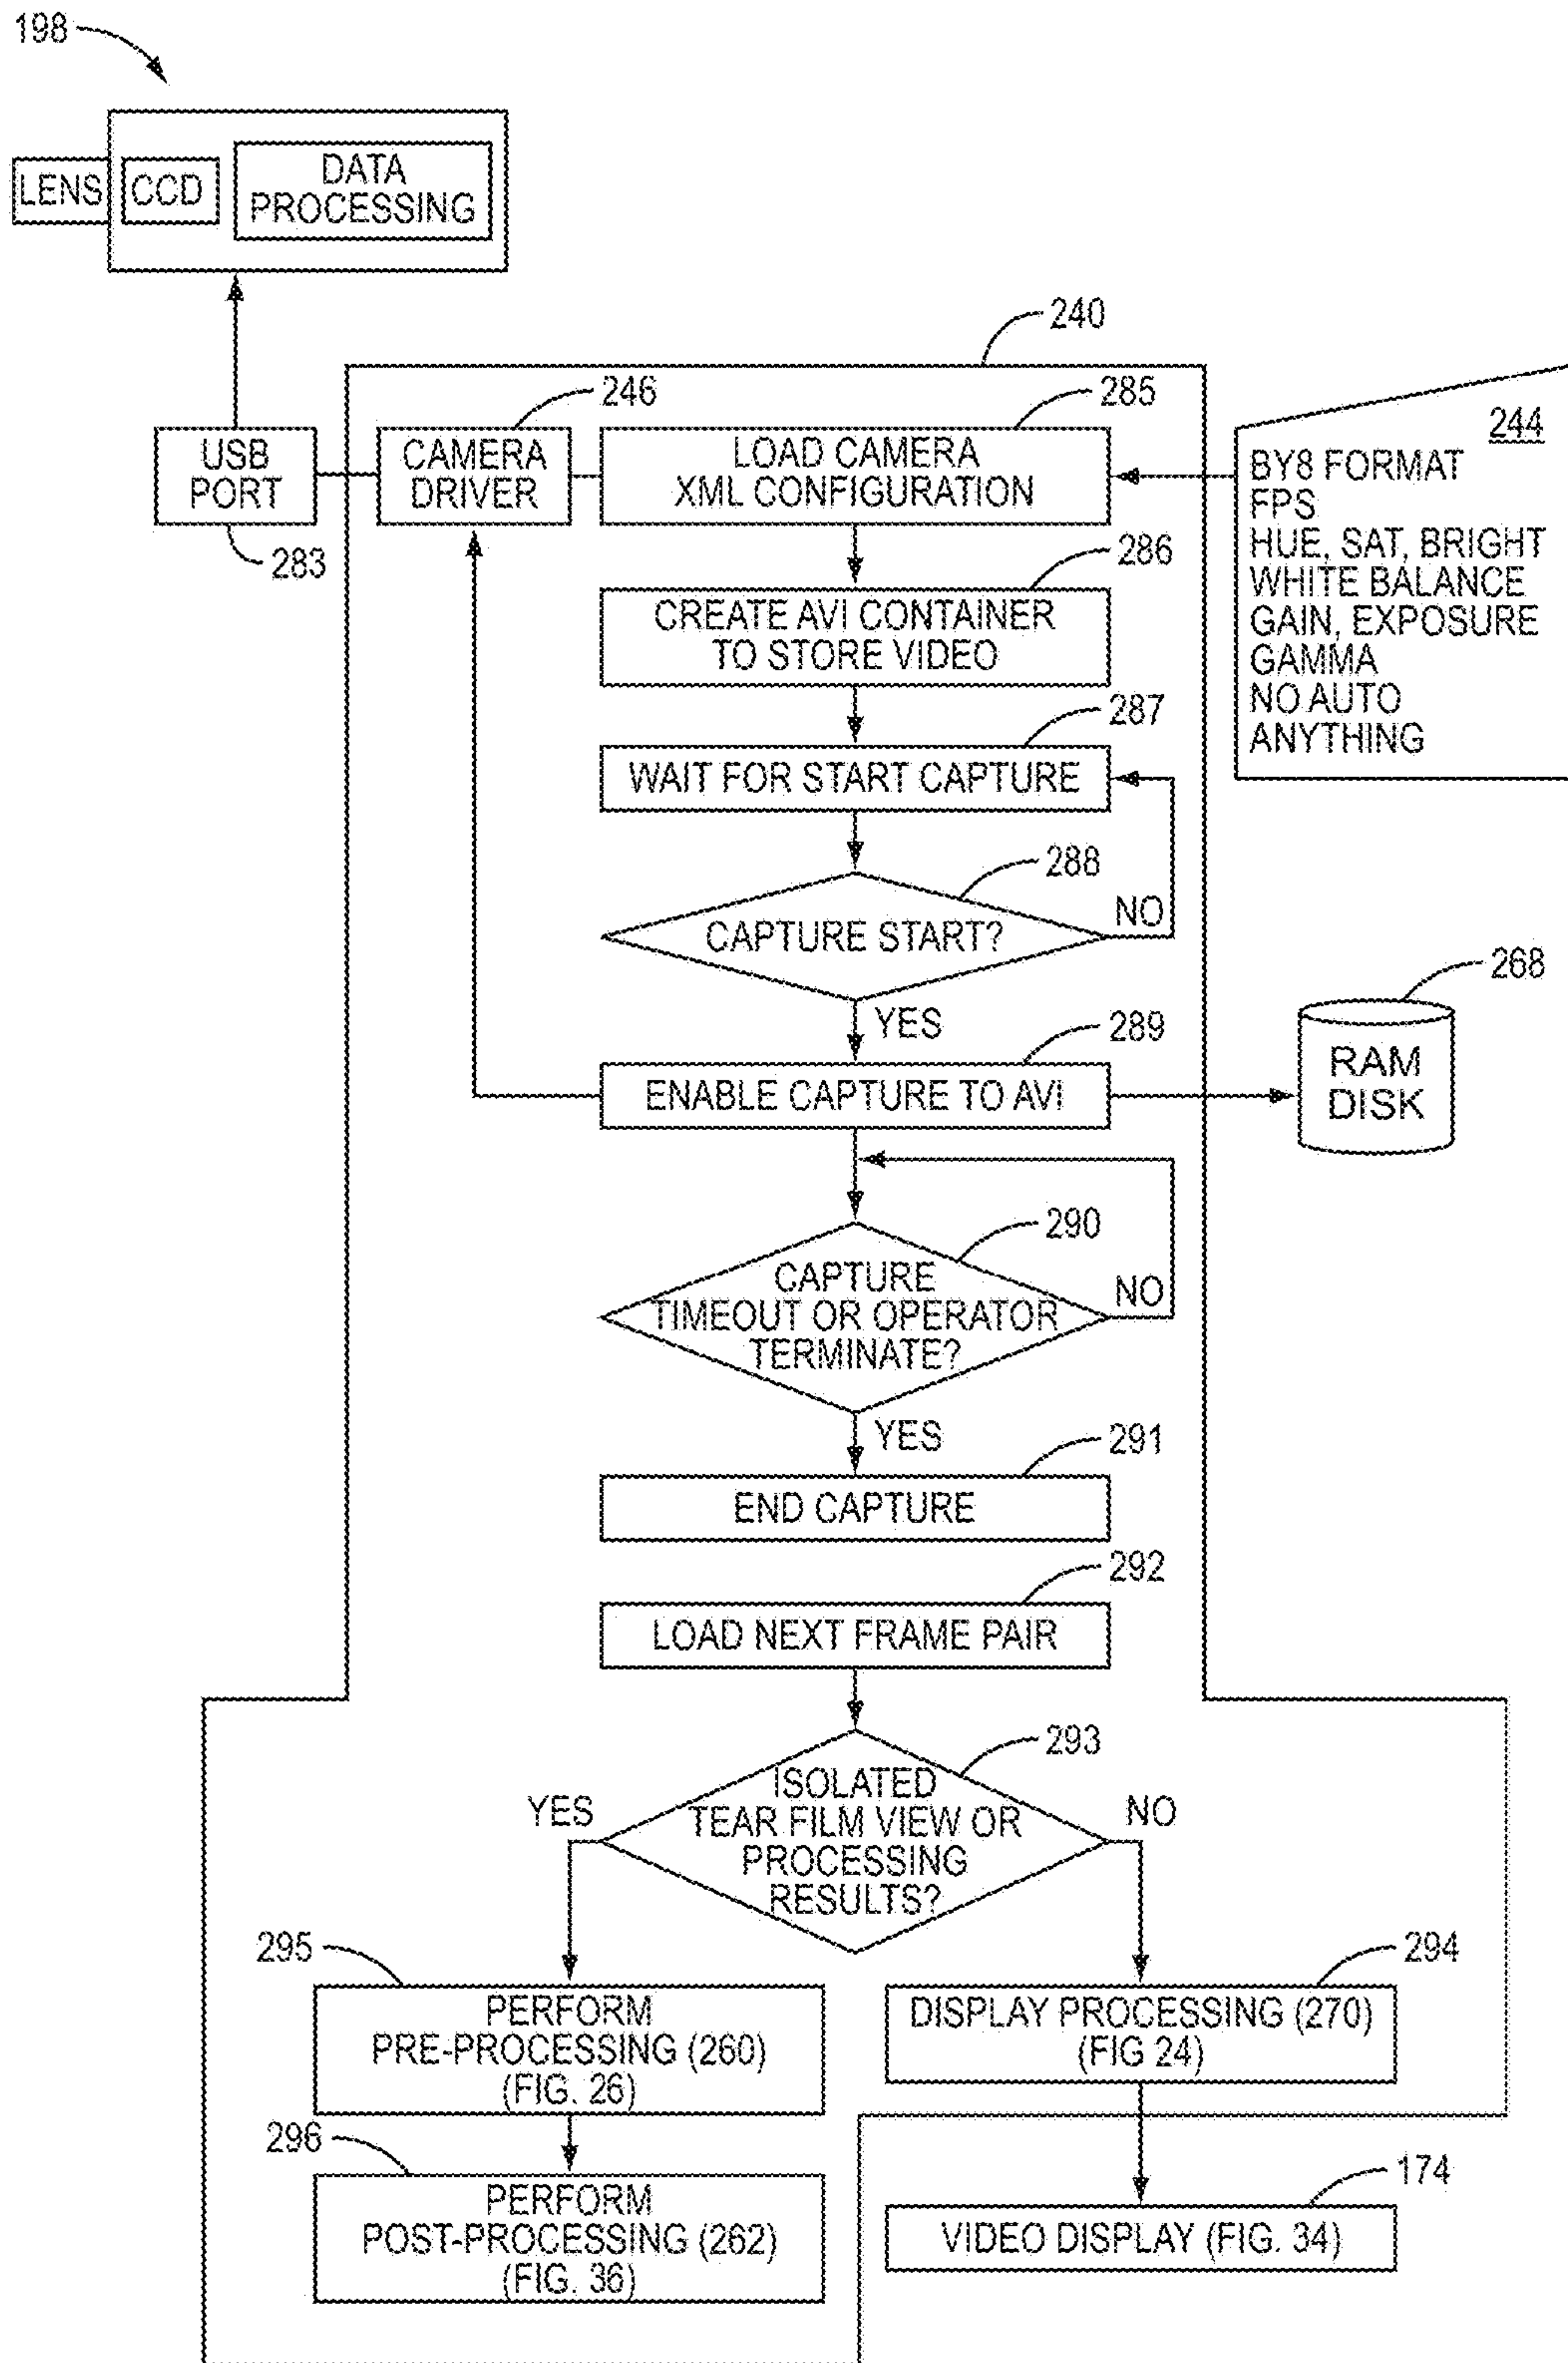 198
LENS
CCD
DATA
PROCESSING
240
246
285
244
USB
PORT
CAMERA
DRIVER
LOAD CAMERA
XML CONFIGURATION
BY8 FORMAT
FPS
HUE, SAT, BRIGHT
WHITE BALANCE
GAIN, EXPOSURE
GAMMA
NO AUTO
ANYTHING
283
286
CREATE AVI CONTAINER
TO STORE VIDEO
287
WAIT FOR START CAPTURE
288
CAPTURE START?
NO
YES
268
RAM
DISK
289
ENABLE CAPTURE TO AVI
290
CAPTURE
TIMEOUT OR OPERATOR
TERMINATE?
NO
YES
291
END CAPTURE
292
LOAD NEXT FRAME PAIR
293
ISOLATED
TEAR FILM VIEW OR
PROCESSING
RESULTS?
YES
NO
295
PERFORM
PRE-PROCESSING (260)
(FIG. 26)
294
DISPLAY PROCESSING (270)
(FIG 24)
296
PERFORM
POST-PROCESSING (262)
(FIG. 36)
174
VIDEO DISPLAY (FIG. 34)